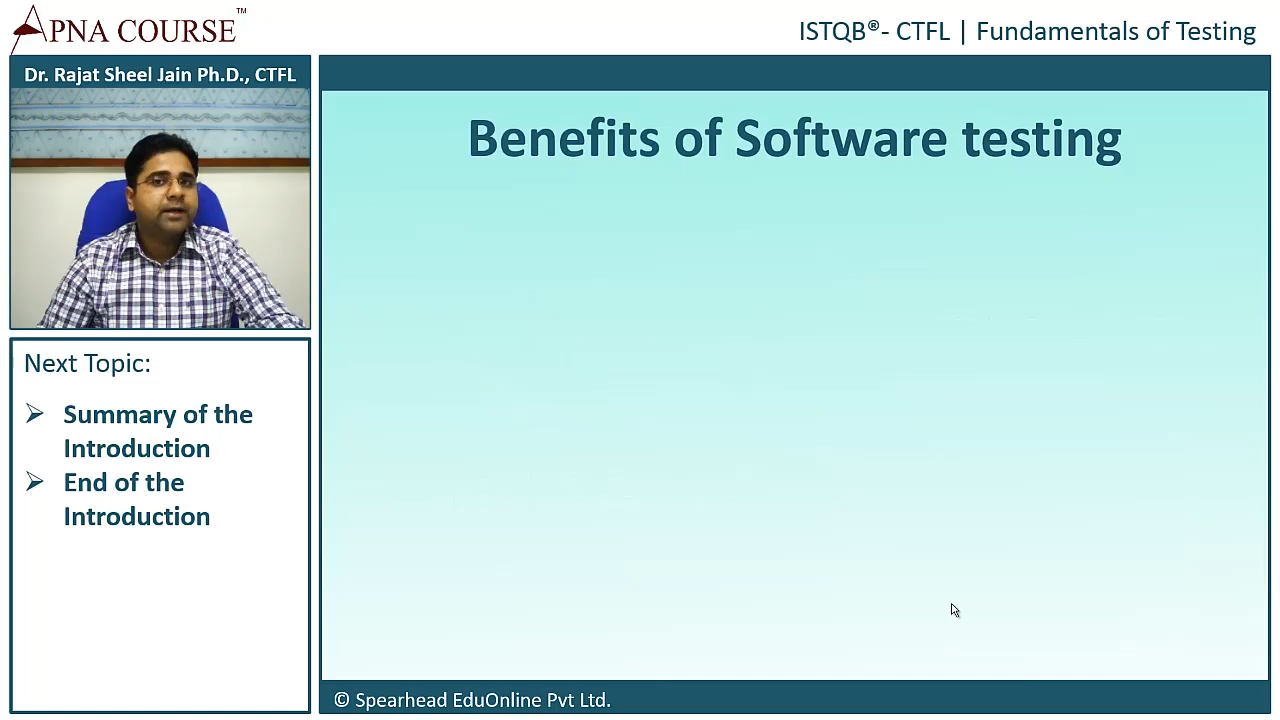 APNA COURSE™
ISTQB®- CTFL | Fundamentals of Testing
Dr. Rajat Sheel Jain Ph.D., CTFL
Benefits of Software testing
Next Topic:
➢ Summary of the
Introduction
➢ End of the
Introduction
© Spearhead EduOnline Pvt Ltd.